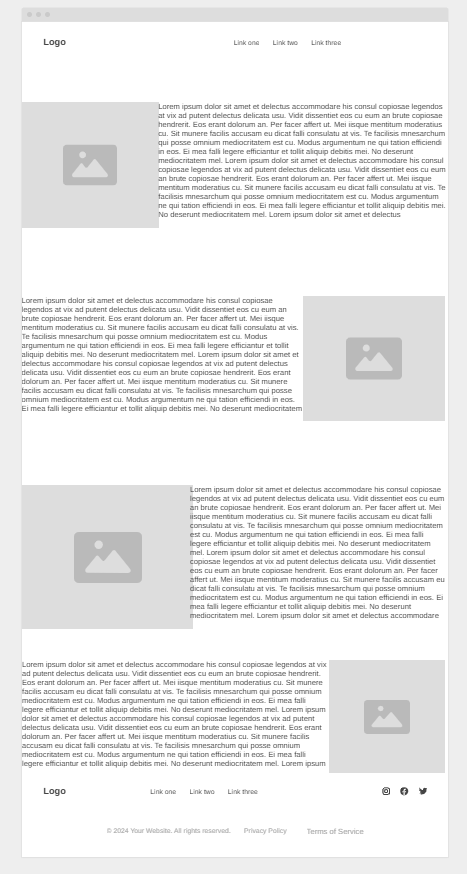 Logo
Link one Link two Link three
Lorem ipsum dolor sit amet et delectus accommodare his consul copiosae legendos
at vix ad putent delectus delicata usu. Vidit dissentiet eos cu eum an brute copiosae
hendrerit. Eos erant dolorum an. Per facer affert ut. Mei iisque mentitum moderatius
cu. Sit munere facilis accusam eu dicat falli consulatu at vis. Te facilisis mnesarchum
qui posse omnium mediocrest est cu. Modus argumentum ne qui tation efficiendi
in eos. Ei mea falli legere efficiantur et tollit aliquip debitis mei. No deserunt
mediocritatem mel. Lorem ipsum dolor sit amet et delectus accommodare his consul
copiosae legendos at vix ad putent delectus delicata usu. Vidit dissentiet eos cu eum
an brute copiosae hendrerit. Eos erant dolorum an. Per facer affert ut. Mei iisque
mentitum moderatius cu. Sit munere facilis accusam eu dicat falli consulatu at vis. Te
facilisis mnesarchum qui posse omnium mediocrest est cu. Modus argumentum
ne qui tation efficiendi in eos. Ei mea falli legere efficiantur et tollit aliquip debitis mei.
No deserunt mediocritatem mel. Lorem ipsum dolor sit amet et delectus
Lorem ipsum dolor sit amet et delectus accommodare his consul copiosae
legendos at vix ad putent delectus delicata usu. Vidit dissentiet eos cu eum an
brute copiosae hendrerit. Eos erant dolorum an. Per facer affert ut. Mei iisque
mentitum moderatius cu. Sit munere facilis accusam eu dicat falli consulatu at vis.
Te facilisis mnesarchum qui posse omnium mediocrest est cu. Modus
argumentum ne qui tation efficiendi in eos. Ei mea falli legere efficiantur et tollit
aliquip debitis mei. No deserunt mediocritatem mel. Lorem ipsum dolor sit amet et
delectus accommodare his consul copiosae legendos at vix ad putent delectus
delicata usu. Vidit dissentiet eos cu eum an brute copiosae hendrerit. Eos erant
dolorum an. Per facer affert ut. Mei iisque mentitum moderatius cu. Sit munere
facilis accusam eu dicat falli consulatu at vis. Te facilisis mnesarchum qui posse
omnium mediocrest est cu. Modus argumentum ne qui tation efficiendi in eos.
Ei mea falli legere efficiantur et tollit aliquip debitis mei. No deserunt mediocritatem
Lorem ipsum dolor sit amet et delectus accommodare his consul copiosae
legendos at vix ad putent delectus delicata usu. Vidit dissentiet eos cu eum
an brute copiosae hendrerit. Eos erant dolorum an. Per facer affert ut. Mei
iisque mentitum moderatius cu. Sit munere facilis accusam eu dicat falli
consulatu at vis. Te facilisis mnesarchum qui posse omnium mediocritatem
est cu. Modus argumentum ne qui tation efficiendi in eos. Ei mea falli
legere efficiantur et tollit aliquip debitis mei. No deserunt mediocritatem
mel. Lorem ipsum dolor sit amet et delectus accommodare his consul
copiosae legendos at vix ad putent delectus delicata usu. Vidit dissentiet
eos cu eum an brute copiosae hendrerit. Eos erant dolorum an. Per facer
affert ut. Mei iisque mentitum moderatius cu. Sit munere facilis accusam eu
dicat falli consulatu at vis. Te facilisis mnesarchum qui posse omnium
mediocrest est cu. Modus argumentum ne qui tation efficiendi in eos. Ei
mea falli legere efficiantur et tollit aliquip debitis mei. No deserunt
mediocritatem mel. Lorem ipsum dolor sit amet et delectus accommodare
Lorem ipsum dolor sit amet et delectus accommodare his consul copiosae legendos at vix
ad putent delectus delicata usu. Vidit dissentiet eos cu eum an brute copiosae hendrerit.
Eos erant dolorum an. Per facer affert ut. Mei iisque mentitum moderatius cu. Sit munere
facilis accusam eu dicat falli consulatu at vis. Te facilisis mnesarchum qui posse omnium
mediocrest est cu. Modus argumentum ne qui tation efficiendi in eos. Ei mea falli
legere efficiantur et tollit aliquip debitis mei. No deserunt mediocritatem mel. Lorem ipsum
dolor sit amet et delectus accommodare his consul copiosae legendos at vix ad putent
delectus delicata usu. Vidit dissentiet eos cu eum an brute copiosae hendrerit. Eos erant
dolorum an. Per facer affert ut. Mei iisque mentitum moderatius cu. Sit munere facilis
accusam eu dicat falli consulatu at vis. Te facilisis mnesarchum qui posse omnium
mediocrest est cu. Modus argumentum ne qui tation efficiendi in eos. Ei mea falli
legere efficiantur et tollit aliquip debitis mei. No deserunt mediocritatem mel. Lorem ipsum
Logo
Link one Link two Link three
© 2024 Your Website. All rights reserved. Privacy Policy Terms of Service